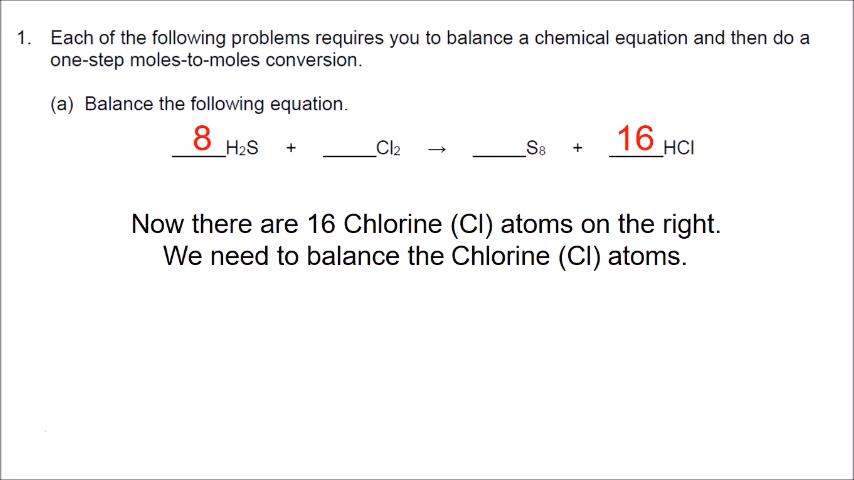 1. Each of the following problems requires you to balance a chemical equation and then do a
one-step moles-to-moles conversion.
(a) Balance the following equation.
8 H₂S + _____Cl₂ → _____S₈ + 16 HCl
Now there are 16 Chlorine (Cl) atoms on the right.
We need to balance the Chlorine (Cl) atoms.